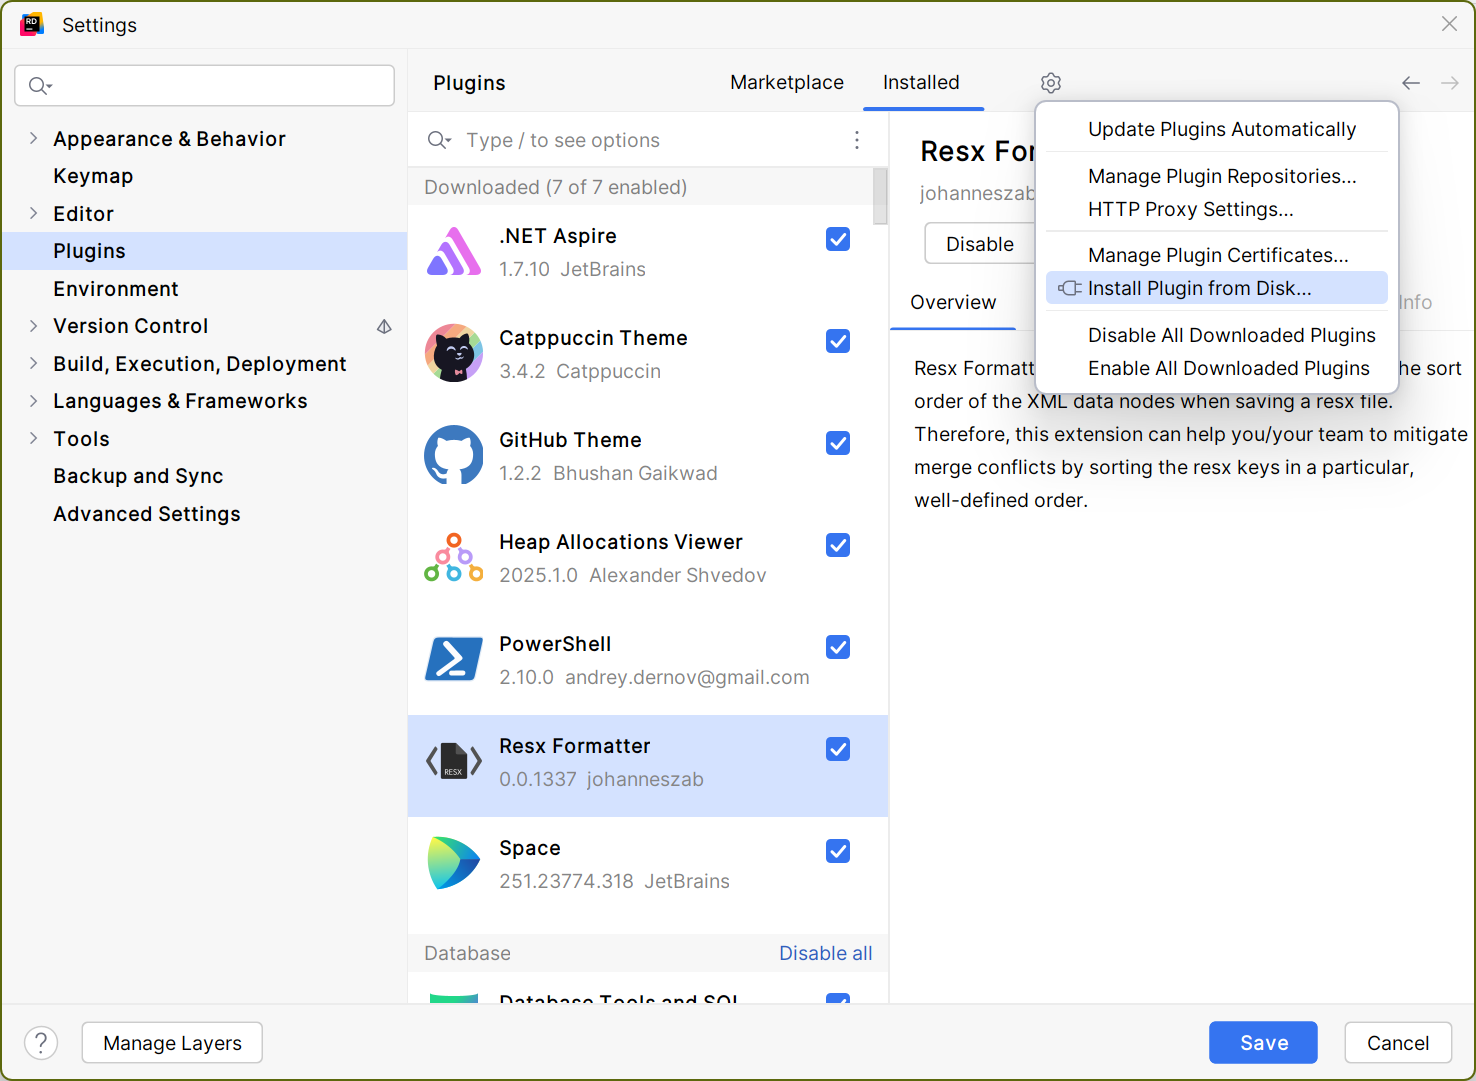 RD
Settings
Appearance & Behavior
Keymap
Editor
Plugins
Environment
Version Control
Build, Execution, Deployment
Languages & Frameworks
Tools
Backup and Sync
Advanced Settings
Plugins
Marketplace
Installed
Type / to see options
Downloaded (7 of 7 enabled)
.NET Aspire
1.7.10 JetBrains
Catppuccin Theme
3.4.2 Catppuccin
GitHub Theme
1.2.2 Bhushan Gaikwad
Heap Allocations Viewer
2025.1.0 Alexander Shvedov
PowerShell
2.10.0 andrey.dernov@gmail.com
RESX
Resx Formatter
0.0.1337 johanneszab
Space
251.23774.318 JetBrains
Database
Disable all
Database Tools and SQL
Resx For
johanneszab
Disable
Overview
Info
Update Plugins Automatically
Manage Plugin Repositories...
HTTP Proxy Settings...
Manage Plugin Certificates...
Install Plugin from Disk...
Disable All Downloaded Plugins
Enable All Downloaded Plugins
Resx Formatt he sort
order of the XML data nodes when saving a resx file.
Therefore, this extension can help you/your team to mitigate
merge conflicts by sorting the resx keys in a particular,
well-defined order.
?
Manage Layers
Save
Cancel